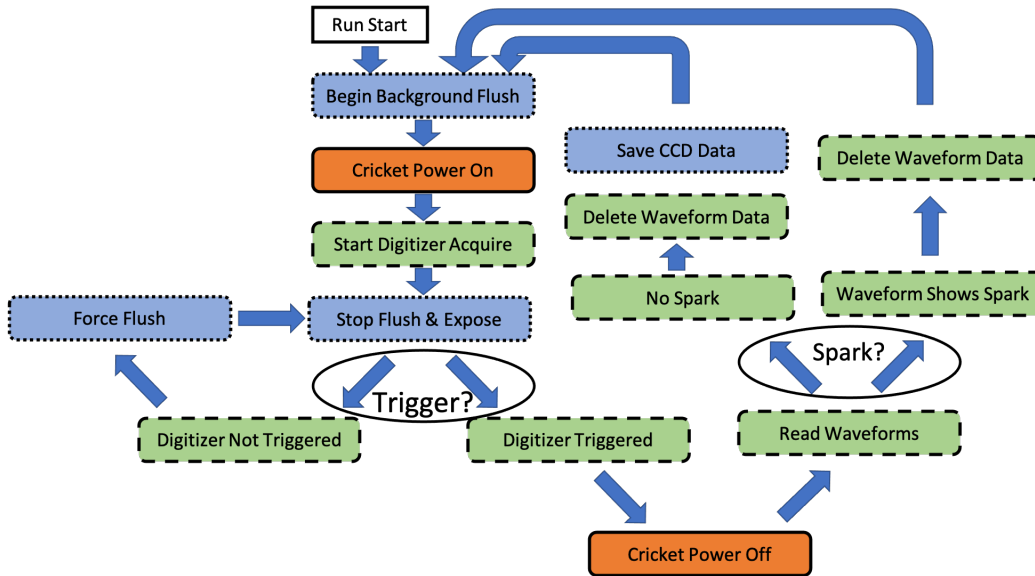 Run Start
Begin Background Flush
Cricket Power On
Save CCD Data
Delete Waveform Data
Delete Waveform Data
Start Digitizer Acquire
No Spark
Waveform Shows Spark
Force Flush
Stop Flush & Expose
Spark?
Trigger?
Digitizer Not Triggered
Digitizer Triggered
Read Waveforms
Cricket Power Off